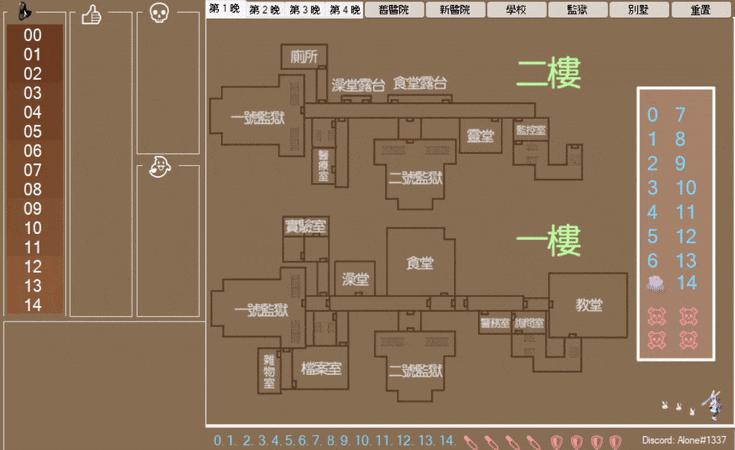 第 1 晚 第 2 晚 第 3 晚 第 4 晚 舊醫院 新醫院 學校 監獄 別墅 重置
00
01
02
03
04
05
06
07
08
09
10
11
12
13
14
二樓
廁所
澡堂露台 食堂露台
一號監獄
靈堂 監控室
醫療室
二號監獄
一樓
實驗室
食堂
澡堂
一號監獄
教堂
警務室 拘問室
雜物室
檔案室
二號監獄
0 7
1 8
2 9
3 10
4 11
5 12
6 13
14
0. 1. 2. 3. 4. 5. 6. 7. 8. 9. 10. 11. 12. 13. 14.
Discord: Alone#1337